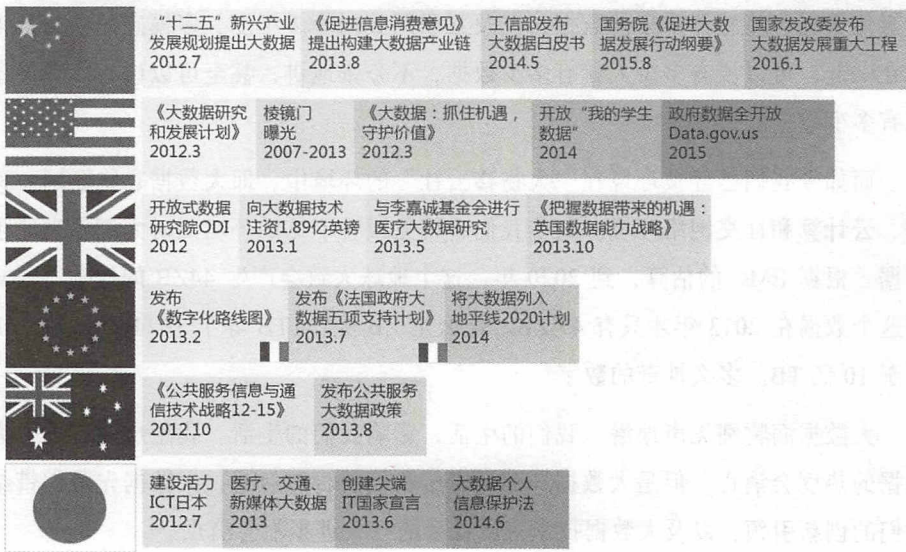 “十二五”新兴产业
发展规划提出大数据
2012.7
《促进信息消费意见》
提出构建大数据产业链
2013.8
工信部发布
大数据白皮书
2014.5
国务院《促进大数
据发展行动纲要》
2015.8
国家发改委发布
大数据发展重大工程
2016.1
《大数据研究
和发展计划》
2012.3
棱镜门
曝光
2007-2013
《大数据：抓住机遇，
守护价值》
2012.3
开放“我的学生
数据”
2014
政府数据全开放
Data.gov.us
2015
开放式数据
研究院ODI
2012
向大数据技术
注资1.89亿英镑
2013.1
与李嘉诚基金会进行
医疗大数据研究
2013.5
《把握数据带来的机遇：
英国数据能力战略》
2013.10
发布
《数字化路线图》
2013.2
发布《法国政府大
数据五项支持计划》
2013.7
将大数据列入
地平线2020计划
2014
《公共服务信息与通
信技术战略12-15》
2012.10
发布公共服务
大数据政策
2013.8
建设活力
ICT日本
2012.7
医疗、交通、
新媒体大数据
2013
创建尖端
IT国家宣言
2013.6
大数据个人
信息保护法
2014.6